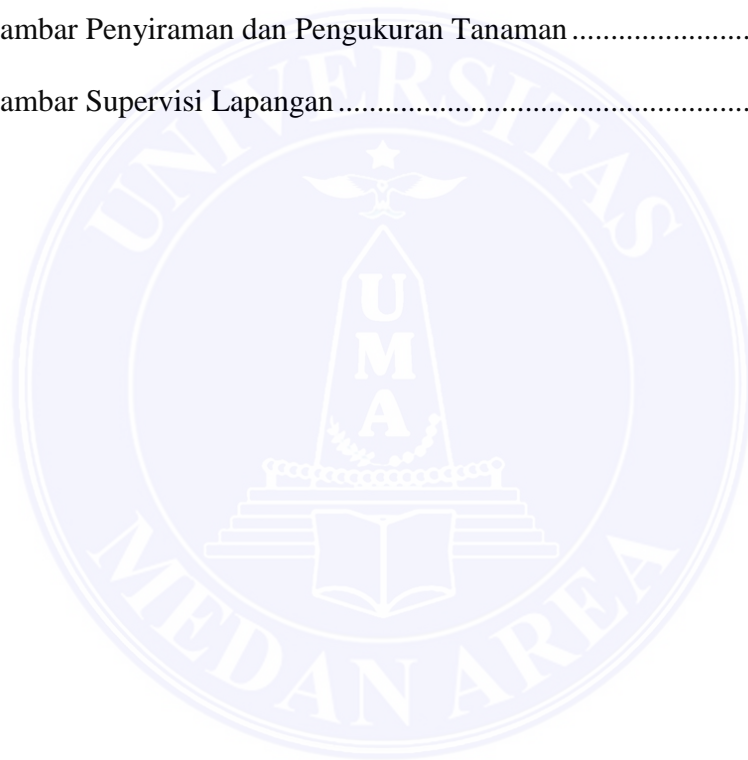 ambar Penyiraman dan Pengukuran Tanaman .......................
ambar Supervisi Lapangan .....................................................
UNIVERSITAS
UMA
MEDAN AREA